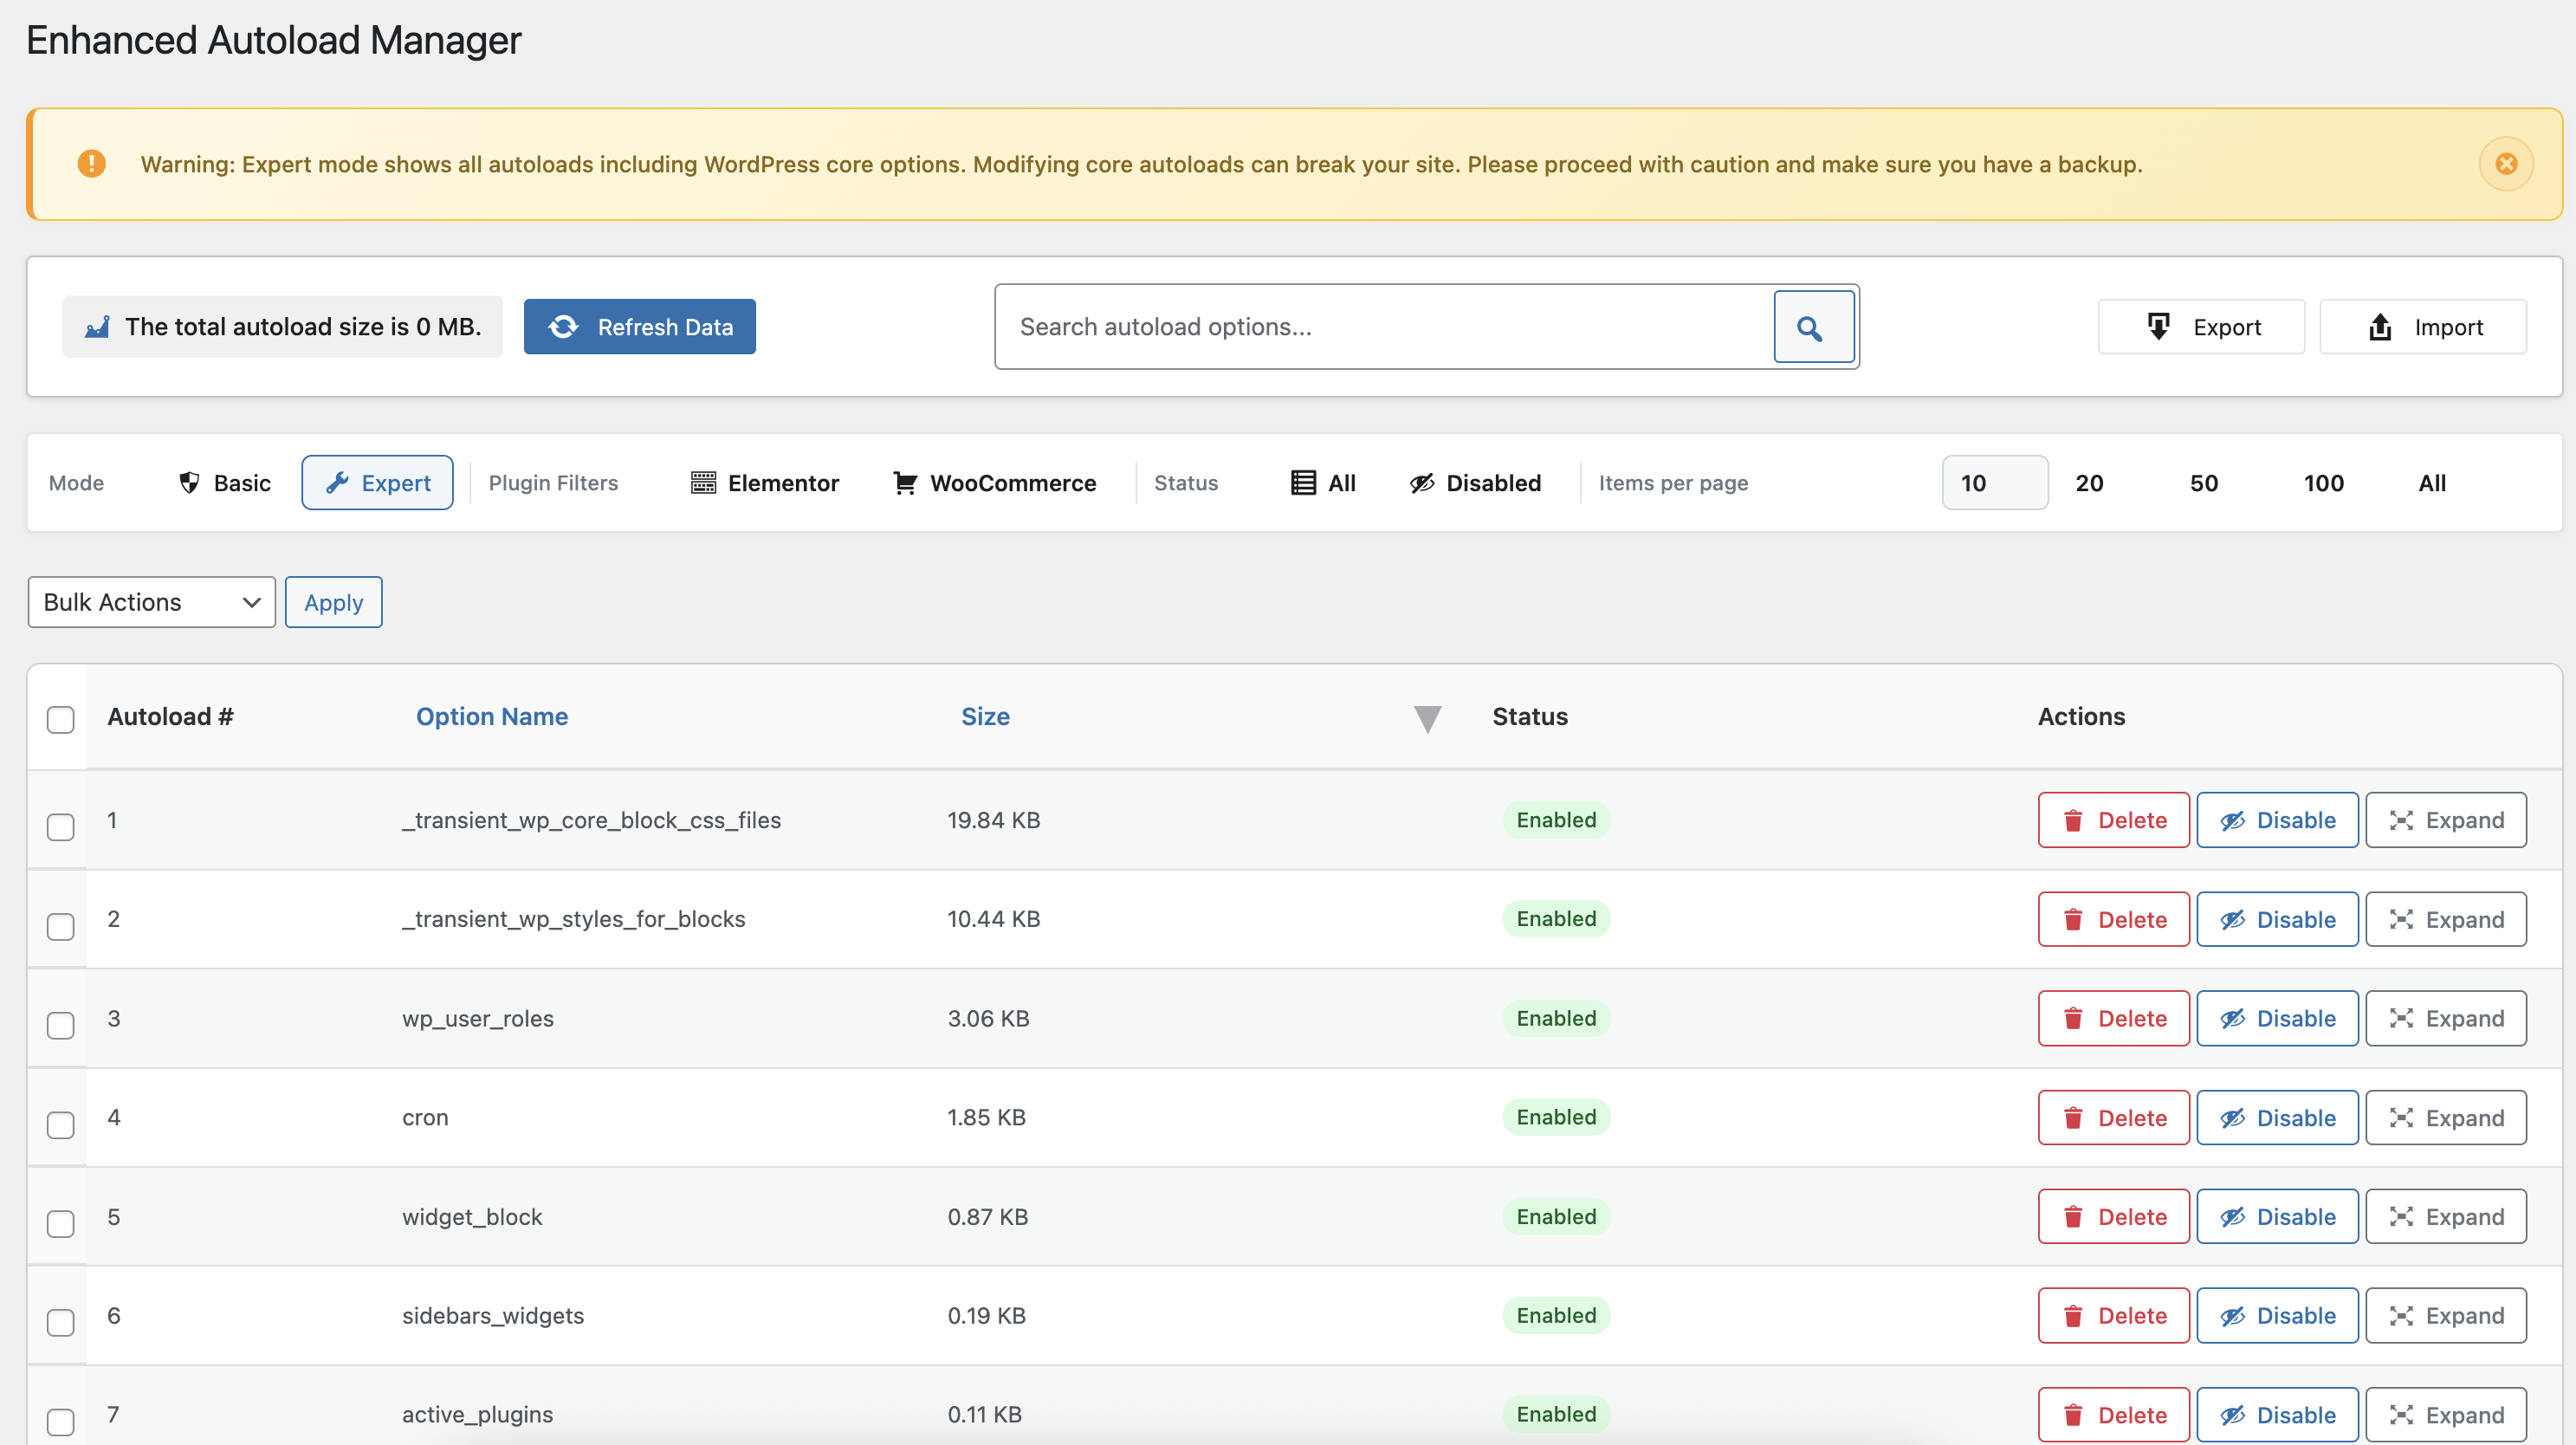 Enhanced Autoload Manager
Warning: Expert mode shows all autoloads including WordPress core options. Modifying core autoloads can break your site. Please proceed with caution and make sure you have a backup.
The total autoload size is 0 MB. Refresh Data Search autoload options... Export Import
Mode Basic Expert Plugin Filters Elementor WooCommerce Status All Disabled Items per page 10 20 50 100 All
Bulk Actions Apply
Autoload # Option Name Size Status Actions
1 _transient_wp_core_block_css_files 19.84 KB Enabled Delete Disable Expand
2 _transient_wp_styles_for_blocks 10.44 KB Enabled Delete Disable Expand
3 wp_user_roles 3.06 KB Enabled Delete Disable Expand
4 cron 1.85 KB Enabled Delete Disable Expand
5 widget_block 0.87 KB Enabled Delete Disable Expand
6 sidebars_widgets 0.19 KB Enabled Delete Disable Expand
7 active_plugins 0.11 KB Enabled Delete Disable Expand